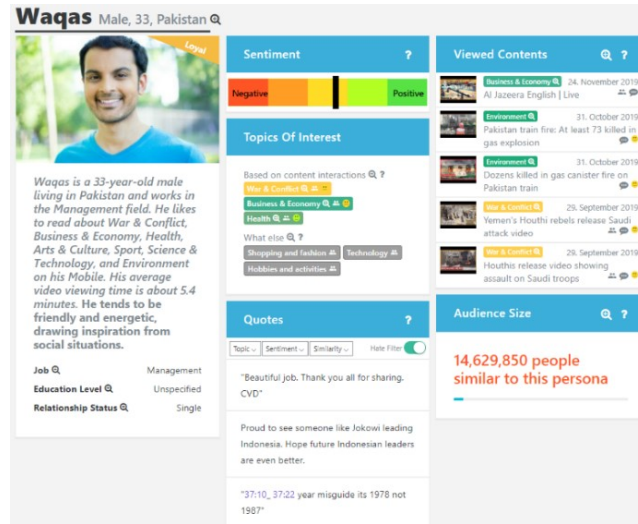 Waqas Male, 33, Pakistan
Loyal
Waqas is a 33-year-old male
living in Pakistan and works in
the Management field. He likes
to read about War & Conflict,
Business & Economy, Health,
Arts & Culture, Sport, Science &
Technology, and Environment
on his Mobile. His average
video viewing time is about 5.4
minutes. He tends to be
friendly and energetic,
drawing inspiration from
social situations.
Job Management
Education Level Unspecified
Relationship Status Single
Sentiment ?
Negative Positive
Topics Of Interest
Based on content interactions ?
War & Conflict
Business & Economy
Health
What else ?
Shopping and fashion Technology
Hobbies and activities
Quotes ?
Topic Sentiment Similarity Hate Filter
"Beautiful job. Thank you all for sharing.
CVD"
Proud to see someone like Jokowi leading
Indonesia. Hope future Indonesian leaders
are even better.
"37:10_ 37:22 year misguide its 1978 not
1987"
Viewed Contents ?
Business & Economy 24. November 2019
Al Jazeera English | Live
Environment 31. October 2019
Pakistan train fire: At least 73 killed in
gas explosion
Environment 31. October 2019
Dozens killed in gas canister fire on
Pakistan train
War & Conflict 29. September 2019
Yemen's Houthi rebels release Saudi
attack video
War & Conflict 29. September 2019
Houthis release video showing
assault on Saudi troops
Audience Size ?
14,629,850 people
similar to this persona